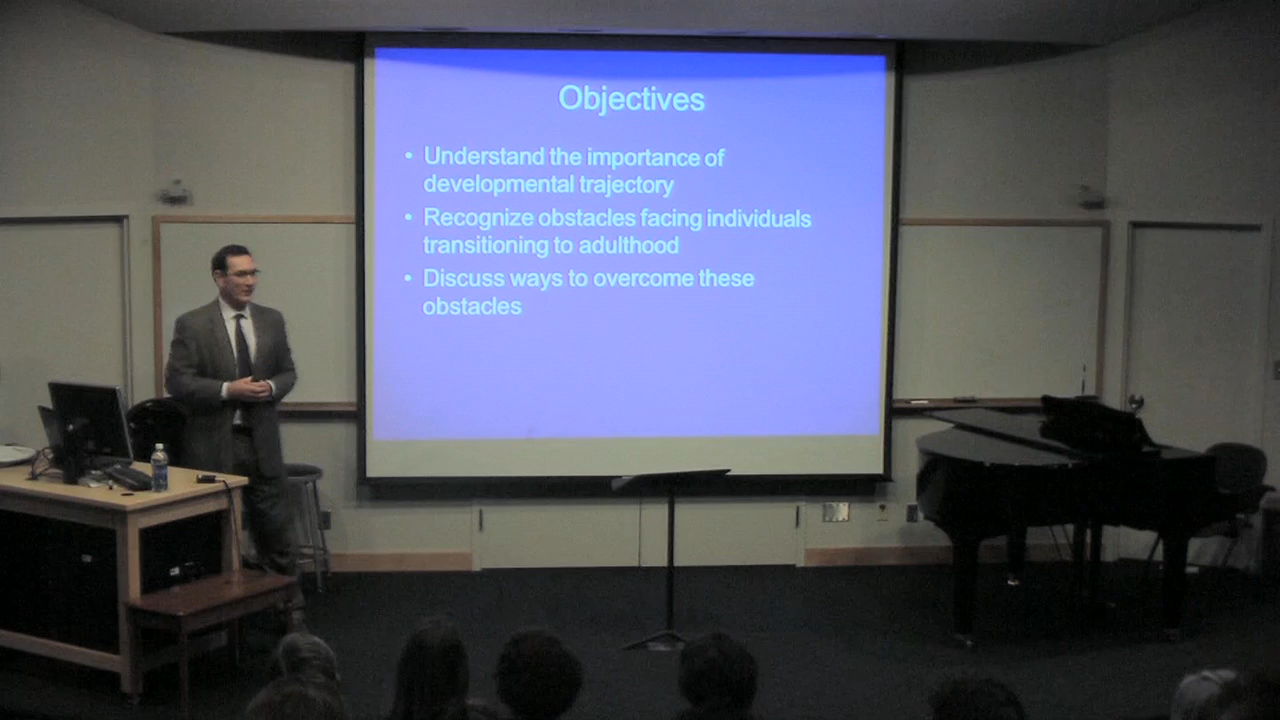 Objectives
• Understand the importance of
developmental trajectory
• Recognize obstacles facing individuals
transitioning to adulthood
• Discuss ways to overcome these
obstacles